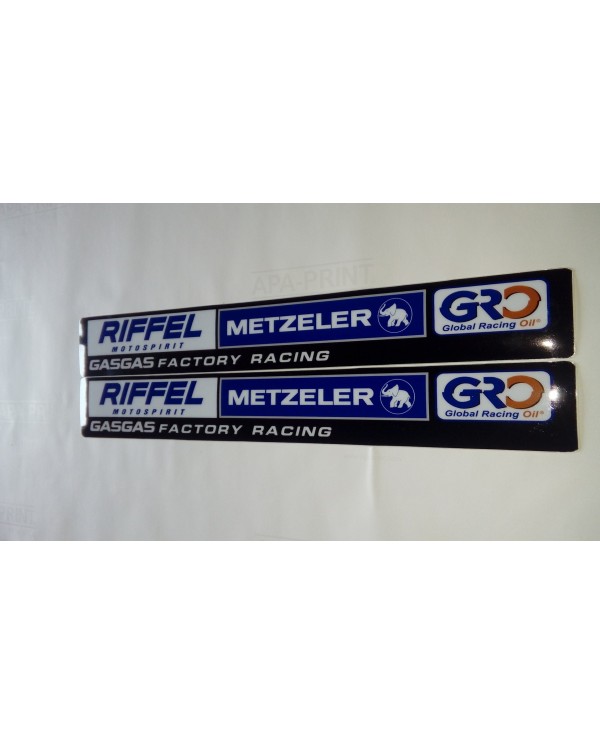 APA-PRINT
RIFFEL
MOTOSPIRIT
METZELER
GRO
Global Racing Oil®
GASGAS FACTORY RACING
RIFFEL
MOTOSPIRIT
METZELER
GRO
Global Racing Oil®
GASGAS FACTORY RACING